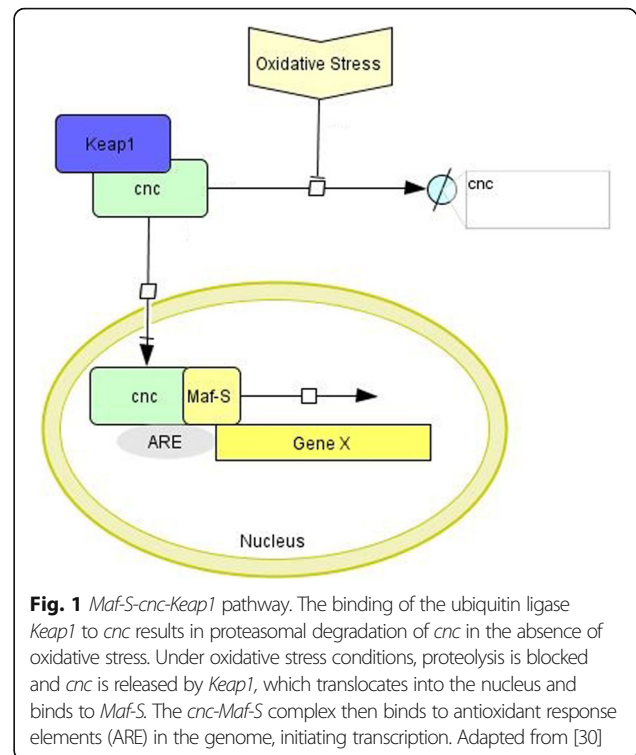 Oxidative Stress
Keap1
cnc
cnc
cnc
Maf-S
ARE
Gene X
Nucleus
Fig. 1 Maf-S-cnc-Keap1 pathway. The binding of the ubiquitin ligase
Keap1 to cnc results in proteasomal degradation of cnc in the absence of
oxidative stress. Under oxidative stress conditions, proteolysis is blocked
and cnc is released by Keap1, which translocates into the nucleus and
binds to Maf-S. The cnc-Maf-S complex then binds to antioxidant response
elements (ARE) in the genome, initiating transcription. Adapted from [30]